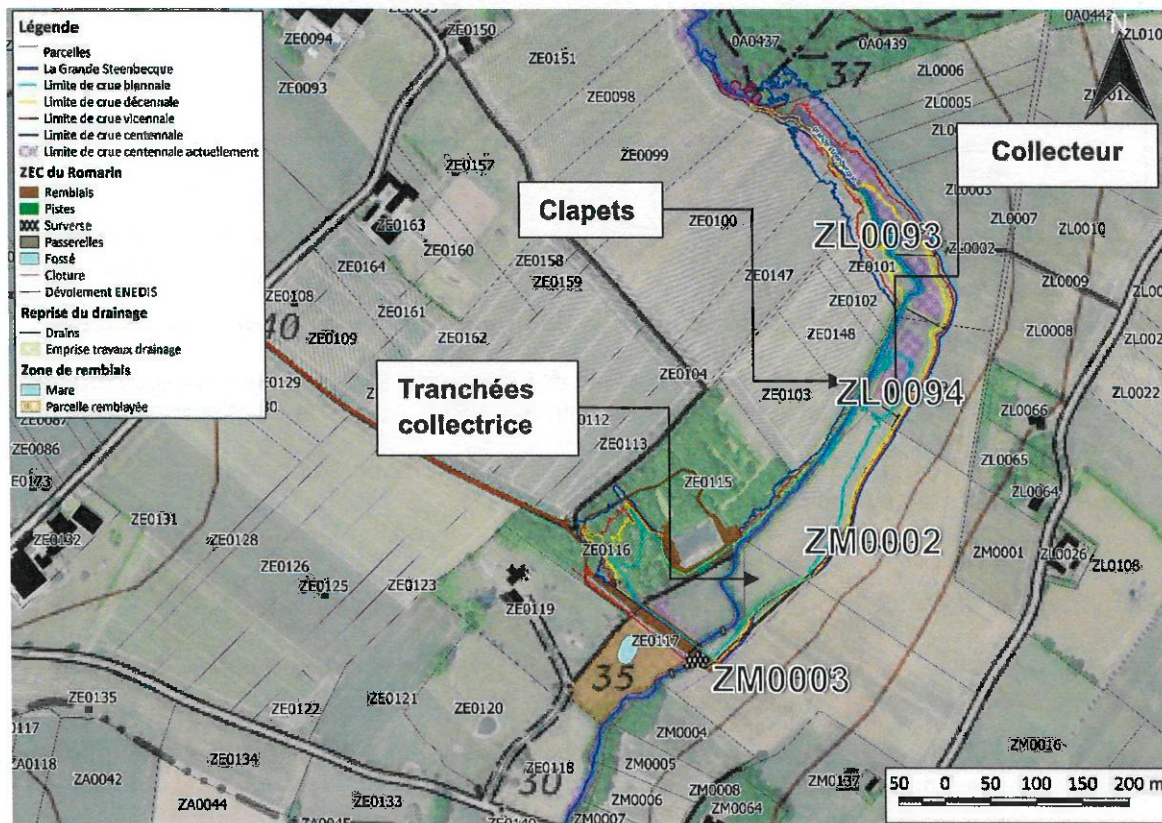 Légende
Parcelles
La Grande Steenbecque
Limite de crue biennale
Limite de crue décennale
Limite de crue vicennale
Limite de crue centennale
Limite de crue centennale actuellement
ZEC du Romarin
Remblais
Pistes
Surverse
Passerelles
Fossé
Cloture
Dévolement ENEDIS
Reprise du drainage
Drains
Emprise travaux drainage
Zone de remblais
Mare
Parcelle remblayée
N
ZE0150
0A0437
0A0439
0A0442
ZE0094
ZE0151
37
ZL0006
ZE0093
ZE0098
ZL0005
ZE0099
Collecteur
ZE0157
Clapets
ZE0100
ZL0003
ZE0163
ZE0160
ZL0093
ZL0007
ZL0010
ZL0002
ZE0164
ZE0158
ZE0159
ZE0147
ZE0101
ZL0009
ZE0108
ZE0161
ZE0102
40
ZE0109
ZE0162
ZE0148
ZL0008
ZE0104
ZE0129
Tranchées
collectrice
ZE0103
ZL0094
ZL0022
ZE0113
ZL0066
ZE0087
ZE0086
ZE0115
ZL0065
ZL0064
ZE0131
ZE0132
ZE0128
ZE0116
ZM0002
ZM0001
ZL0026
ZL0108
ZE0126
ZE0125
ZE0123
ZE0119
ZE0117
35
ZM0003
ZE0135
ZE0122
ZE0121
ZE0120
ZM0004
ZM0016
ZA0118
ZE0134
ZA0042
ZE0118
30
ZM0005
ZM0137
ZA0044
ZE0133
ZM0006
ZM0008
ZM0064
ZM0007
50 0 50 100 150 200 m